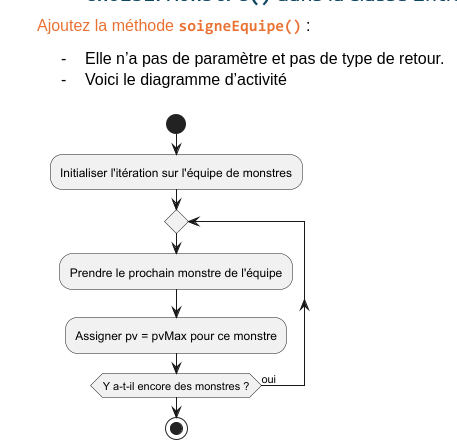 Ajoutez la méthode soigneEquipe() :
- Elle n'a pas de paramètre et pas de type de retour.
- Voici le diagramme d'activité
Initialiser l'itération sur l'équipe de monstres
Prendre le prochain monstre de l'équipe
Assigner pv = pvMax pour ce monstre
Y a-t-il encore des monstres ?
oui